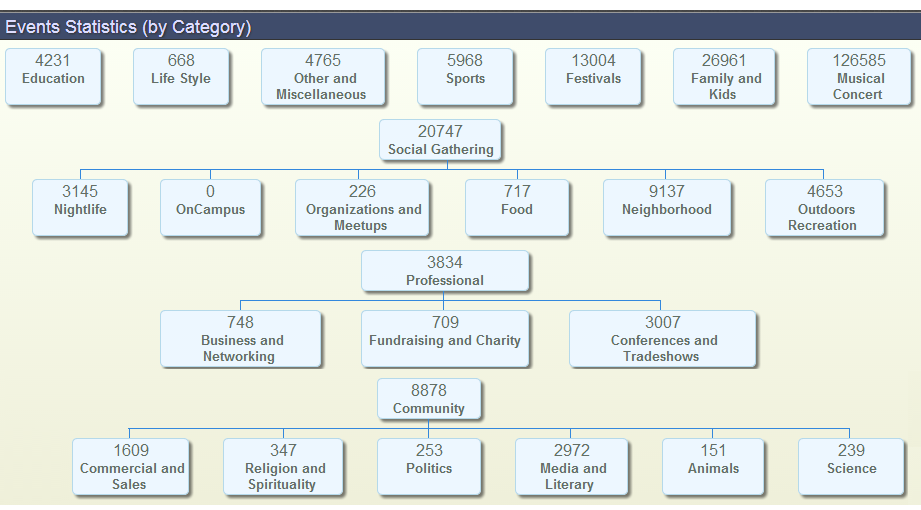 Events Statistics (by Category)
4231
Education
668
Life Style
4765
Other and
Miscellaneous
5968
Sports
13004
Festivals
26961
Family and
Kids
126585
Musical
Concert
20747
Social Gathering
3145
Nightlife
0
OnCampus
226
Organizations and
Meetups
717
Food
9137
Neighborhood
4653
Outdoors
Recreation
3834
Professional
748
Business and
Networking
709
Fundraising and Charity
3007
Conferences and
Tradeshows
8878
Community
1609
Commercial and
Sales
347
Religion and
Spirituality
253
Politics
2972
Media and
Literary
151
Animals
239
Science